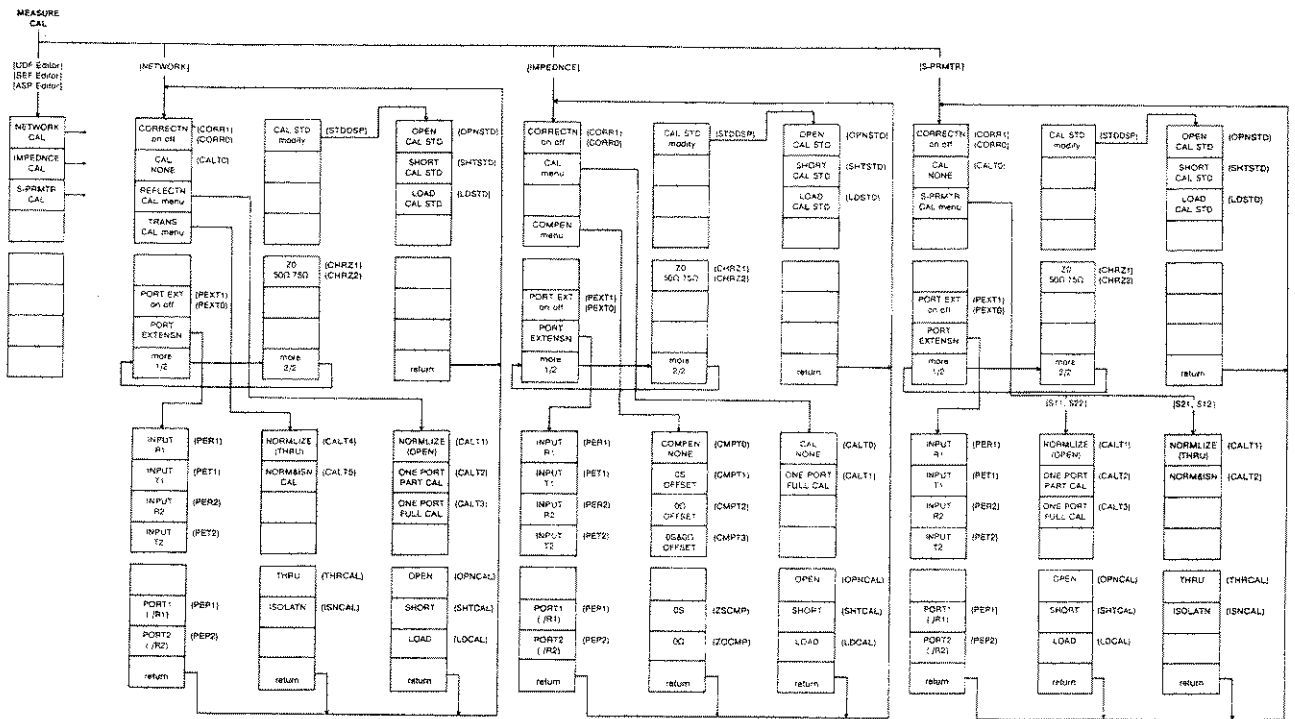 MEASURE
CAL
[UDF Editor]
[SEF Editor]
[ASP Editor]
NETWORK
CAL
IMPEDNCE
CAL
S-PRMTR
CAL
[NETWORK]
CORRECTN
on off
(CORR1)
(CORR0)
CAL
NONE
(CALT0)
REFLECTN
CAL menu
TRANS
CAL menu
PORT EXT
on off
(PEXT1)
(PEXT0)
PORT
EXTENSN
more
1/2
CAL STD
modify
(STDDSP)
Z0
50Ω 75Ω
(CHRZ1)
(CHRZ2)
more
2/2
OPEN
CAL STD
(OPNSTD)
SHORT
CAL STD
(SHTSTD)
LOAD
CAL STD
(LDSTD)
return
INPUT
R1
(PER1)
INPUT
T1
(PET1)
INPUT
R2
(PER2)
INPUT
T2
(PET2)
PORT1
( /R1)
(PEP1)
PORT2
( /R2)
(PEP2)
return
NORMLIZE
(THRU)
(CALT4)
NORM&ISN
CAL
(CALT5)
THRU
(THRCAL)
ISOLATN
(ISNCAL)
return
NORMLIZE
(OPEN)
(CALT1)
ONE PORT
PART CAL
(CALT2)
ONE PORT
FULL CAL
(CALT3)
OPEN
(OPNCAL)
SHORT
(SHTCAL)
LOAD
(LDCAL)
return
[IMPEDNCE]
CORRECTN
on off
(CORR1)
(CORR0)
CAL
menu
COMPEN
menu
PORT EXT
on off
(PEXT1)
(PEXT0)
PORT
EXTENSN
more
1/2
CAL STD
modify
(STDDSP)
Z0
50Ω 75Ω
(CHRZ1)
(CHRZ2)
more
2/2
OPEN
CAL STD
(OPNSTD)
SHORT
CAL STD
(SHTSTD)
LOAD
CAL STD
(LDSTD)
return
INPUT
R1
(PER1)
INPUT
T1
(PET1)
INPUT
R2
(PER2)
INPUT
T2
(PET2)
PORT1
( /R1)
(PEP1)
PORT2
( /R2)
(PEP2)
return
COMPEN
NONE
(CMPT0)
0S
OFFSET
(CMPT1)
0Ω
OFFSET
(CMPT2)
0S&0Ω
OFFSET
(CMPT3)
0S
(ZSCMP)
0Ω
(ZOCMP)
return
CAL
NONE
(CALT0)
ONE PORT
FULL CAL
(CALT1)
OPEN
(OPNCAL)
SHORT
(SHTCAL)
LOAD
(LDCAL)
return
[S-PRMTR]
CORRECTN
on off
(CORR1)
(CORR0)
CAL
NONE
(CALT0)
S-PRMTR
CAL menu
PORT EXT
on off
(PEXT1)
(PEXT0)
PORT
EXTENSN
more
1/2
CAL STD
modify
(STDDSP)
Z0
50Ω 75Ω
(CHRZ1)
(CHRZ2)
more
2/2
OPEN
CAL STD
(OPNSTD)
SHORT
CAL STD
(SHTSTD)
LOAD
CAL STD
(LDSTD)
return
INPUT
R1
(PER1)
INPUT
T1
(PET1)
INPUT
R2
(PER2)
INPUT
T2
(PET2)
PORT1
( /R1)
(PEP1)
PORT2
( /R2)
(PEP2)
return
[S11, S22]
NORMLIZE
(OPEN)
(CALT1)
ONE PORT
PART CAL
(CALT2)
ONE PORT
FULL CAL
(CALT3)
OPEN
(OPNCAL)
SHORT
(SHTCAL)
LOAD
(LDCAL)
return
[S21, S12]
NORMLIZE
(THRU)
(CALT1)
NORM&ISN
(CALT2)
THRU
(THRCAL)
ISOLATN
(ISNCAL)
return